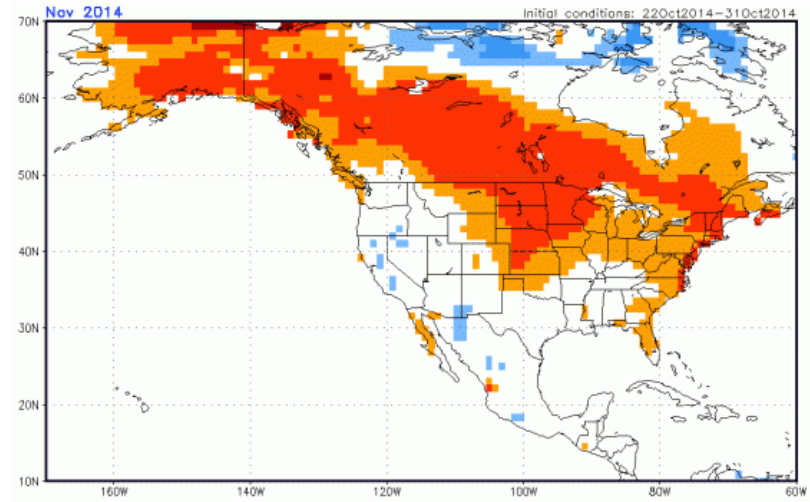 Nov 2014
Initial conditions: 22Oct2014–31Oct2014
70N
60N
50N
40N
30N
20N
10N
160W 140W 120W 100W 80W 60W